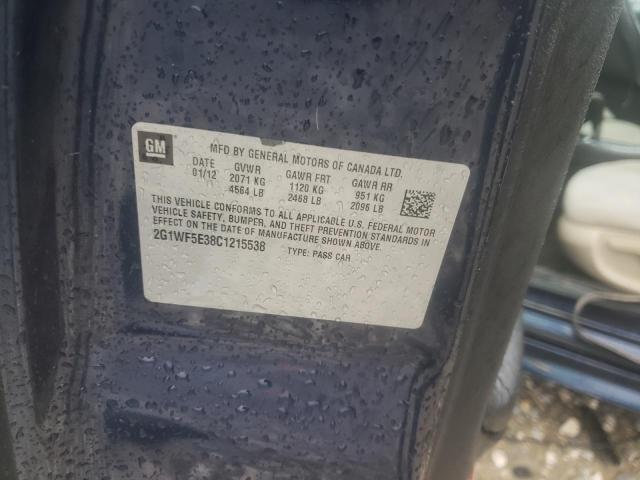 GM
MFD BY GENERAL MOTORS OF CANADA LTD.
DATE GVWR GAWR FRT GAWR RR
01/12 2071 KG 1120 KG 951 KG
4564 LB 2468 LB 2096 LB
THIS VEHICLE CONFORMS TO ALL APPLICABLE U.S. FEDERAL MOTOR
VEHICLE SAFETY, BUMPER, AND THEFT PREVENTION STANDARDS IN
EFFECT ON THE DATE OF MANUFACTURE SHOWN ABOVE.
2G1WF5E38C1215538 TYPE: PASS CAR